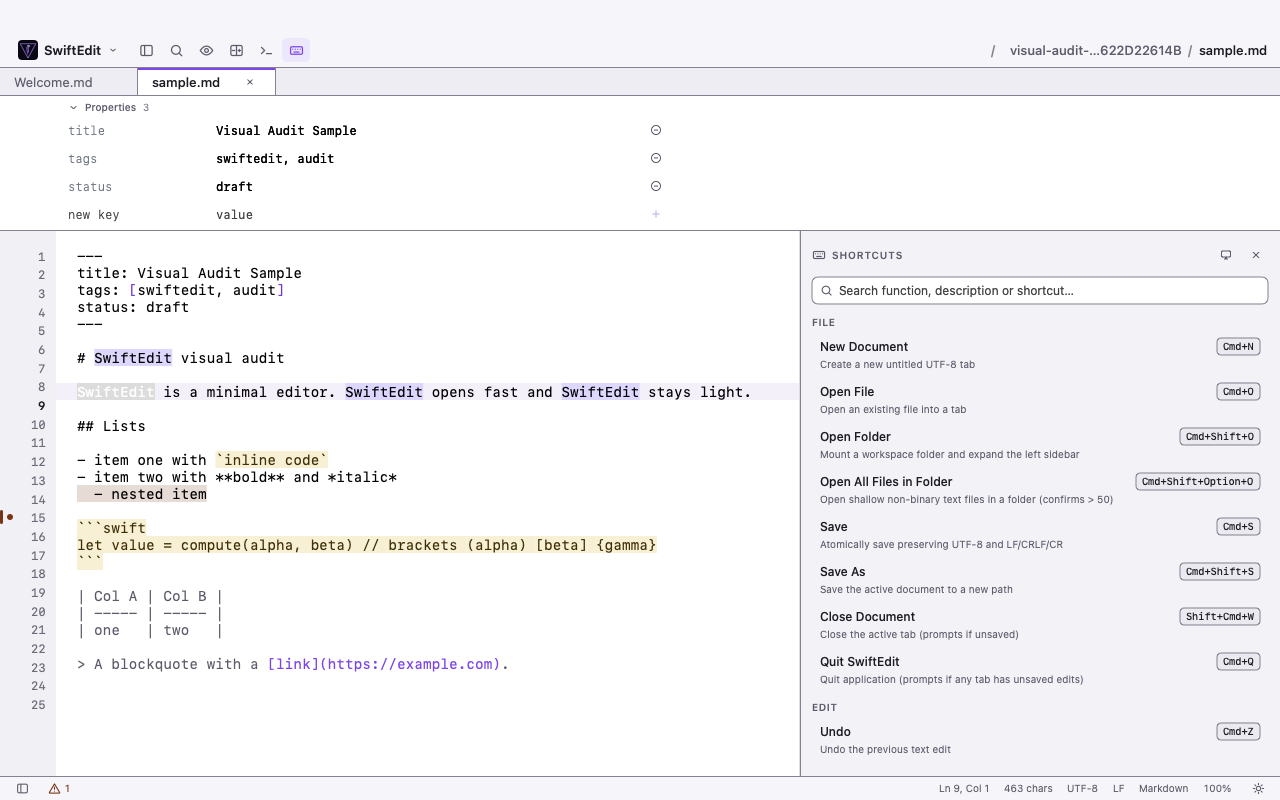 SwiftEdit
/ visual-audit-...622D22614B / sample.md
Welcome.md
sample.md ×
Properties 3
title Visual Audit Sample
tags swiftedit, audit
status draft
new key value +
1
2
3
4
5
6
7
8
9
10
11
12
13
14
15
16
17
18
19
20
21
22
23
24
25
---
title: Visual Audit Sample
tags: [swiftedit, audit]
status: draft
---
# SwiftEdit visual audit
SwiftEdit is a minimal editor. SwiftEdit opens fast and SwiftEdit stays light.
## Lists
- item one with `inline code`
- item two with **bold** and *italic*
- nested item
```swift
let value = compute(alpha, beta) // brackets (alpha) [beta] {gamma}
```
| Col A | Col B |
| ----- | ----- |
| one   | two   |
> A blockquote with a [link](https://example.com).
SHORTCUTS
Search function, description or shortcut...
FILE
New Document Cmd+N
Create a new untitled UTF-8 tab
Open File Cmd+O
Open an existing file into a tab
Open Folder Cmd+Shift+O
Mount a workspace folder and expand the left sidebar
Open All Files in Folder Cmd+Shift+Option+O
Open shallow non-binary text files in a folder (confirms > 50)
Save Cmd+S
Atomically save preserving UTF-8 and LF/CRLF/CR
Save As Cmd+Shift+S
Save the active document to a new path
Close Document Shift+Cmd+W
Close the active tab (prompts if unsaved)
Quit SwiftEdit Cmd+Q
Quit application (prompts if any tab has unsaved edits)
EDIT
Undo Cmd+Z
Undo the previous text edit
1
Ln 9, Col 1 463 chars UTF-8 LF Markdown 100%